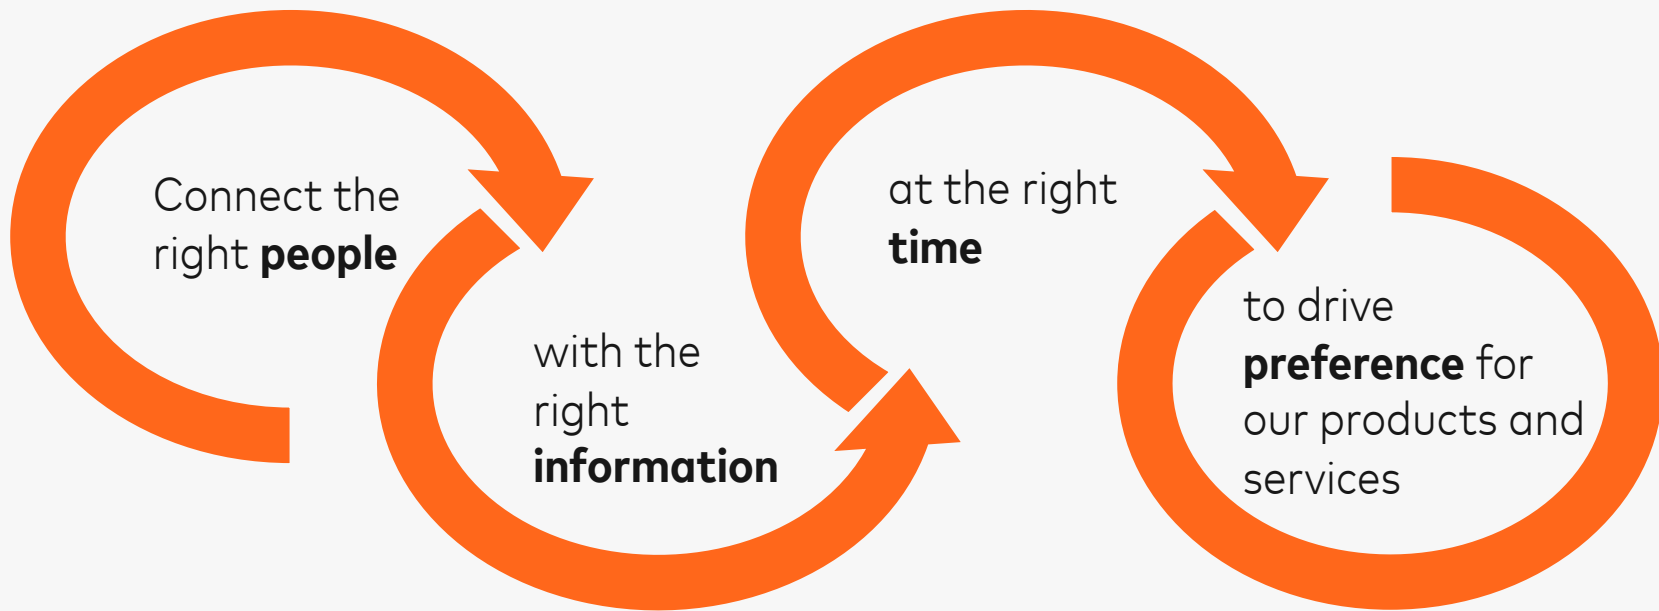 Connect the
right people
with the
right
information
at the right
time
to drive
preference for
our products and
services